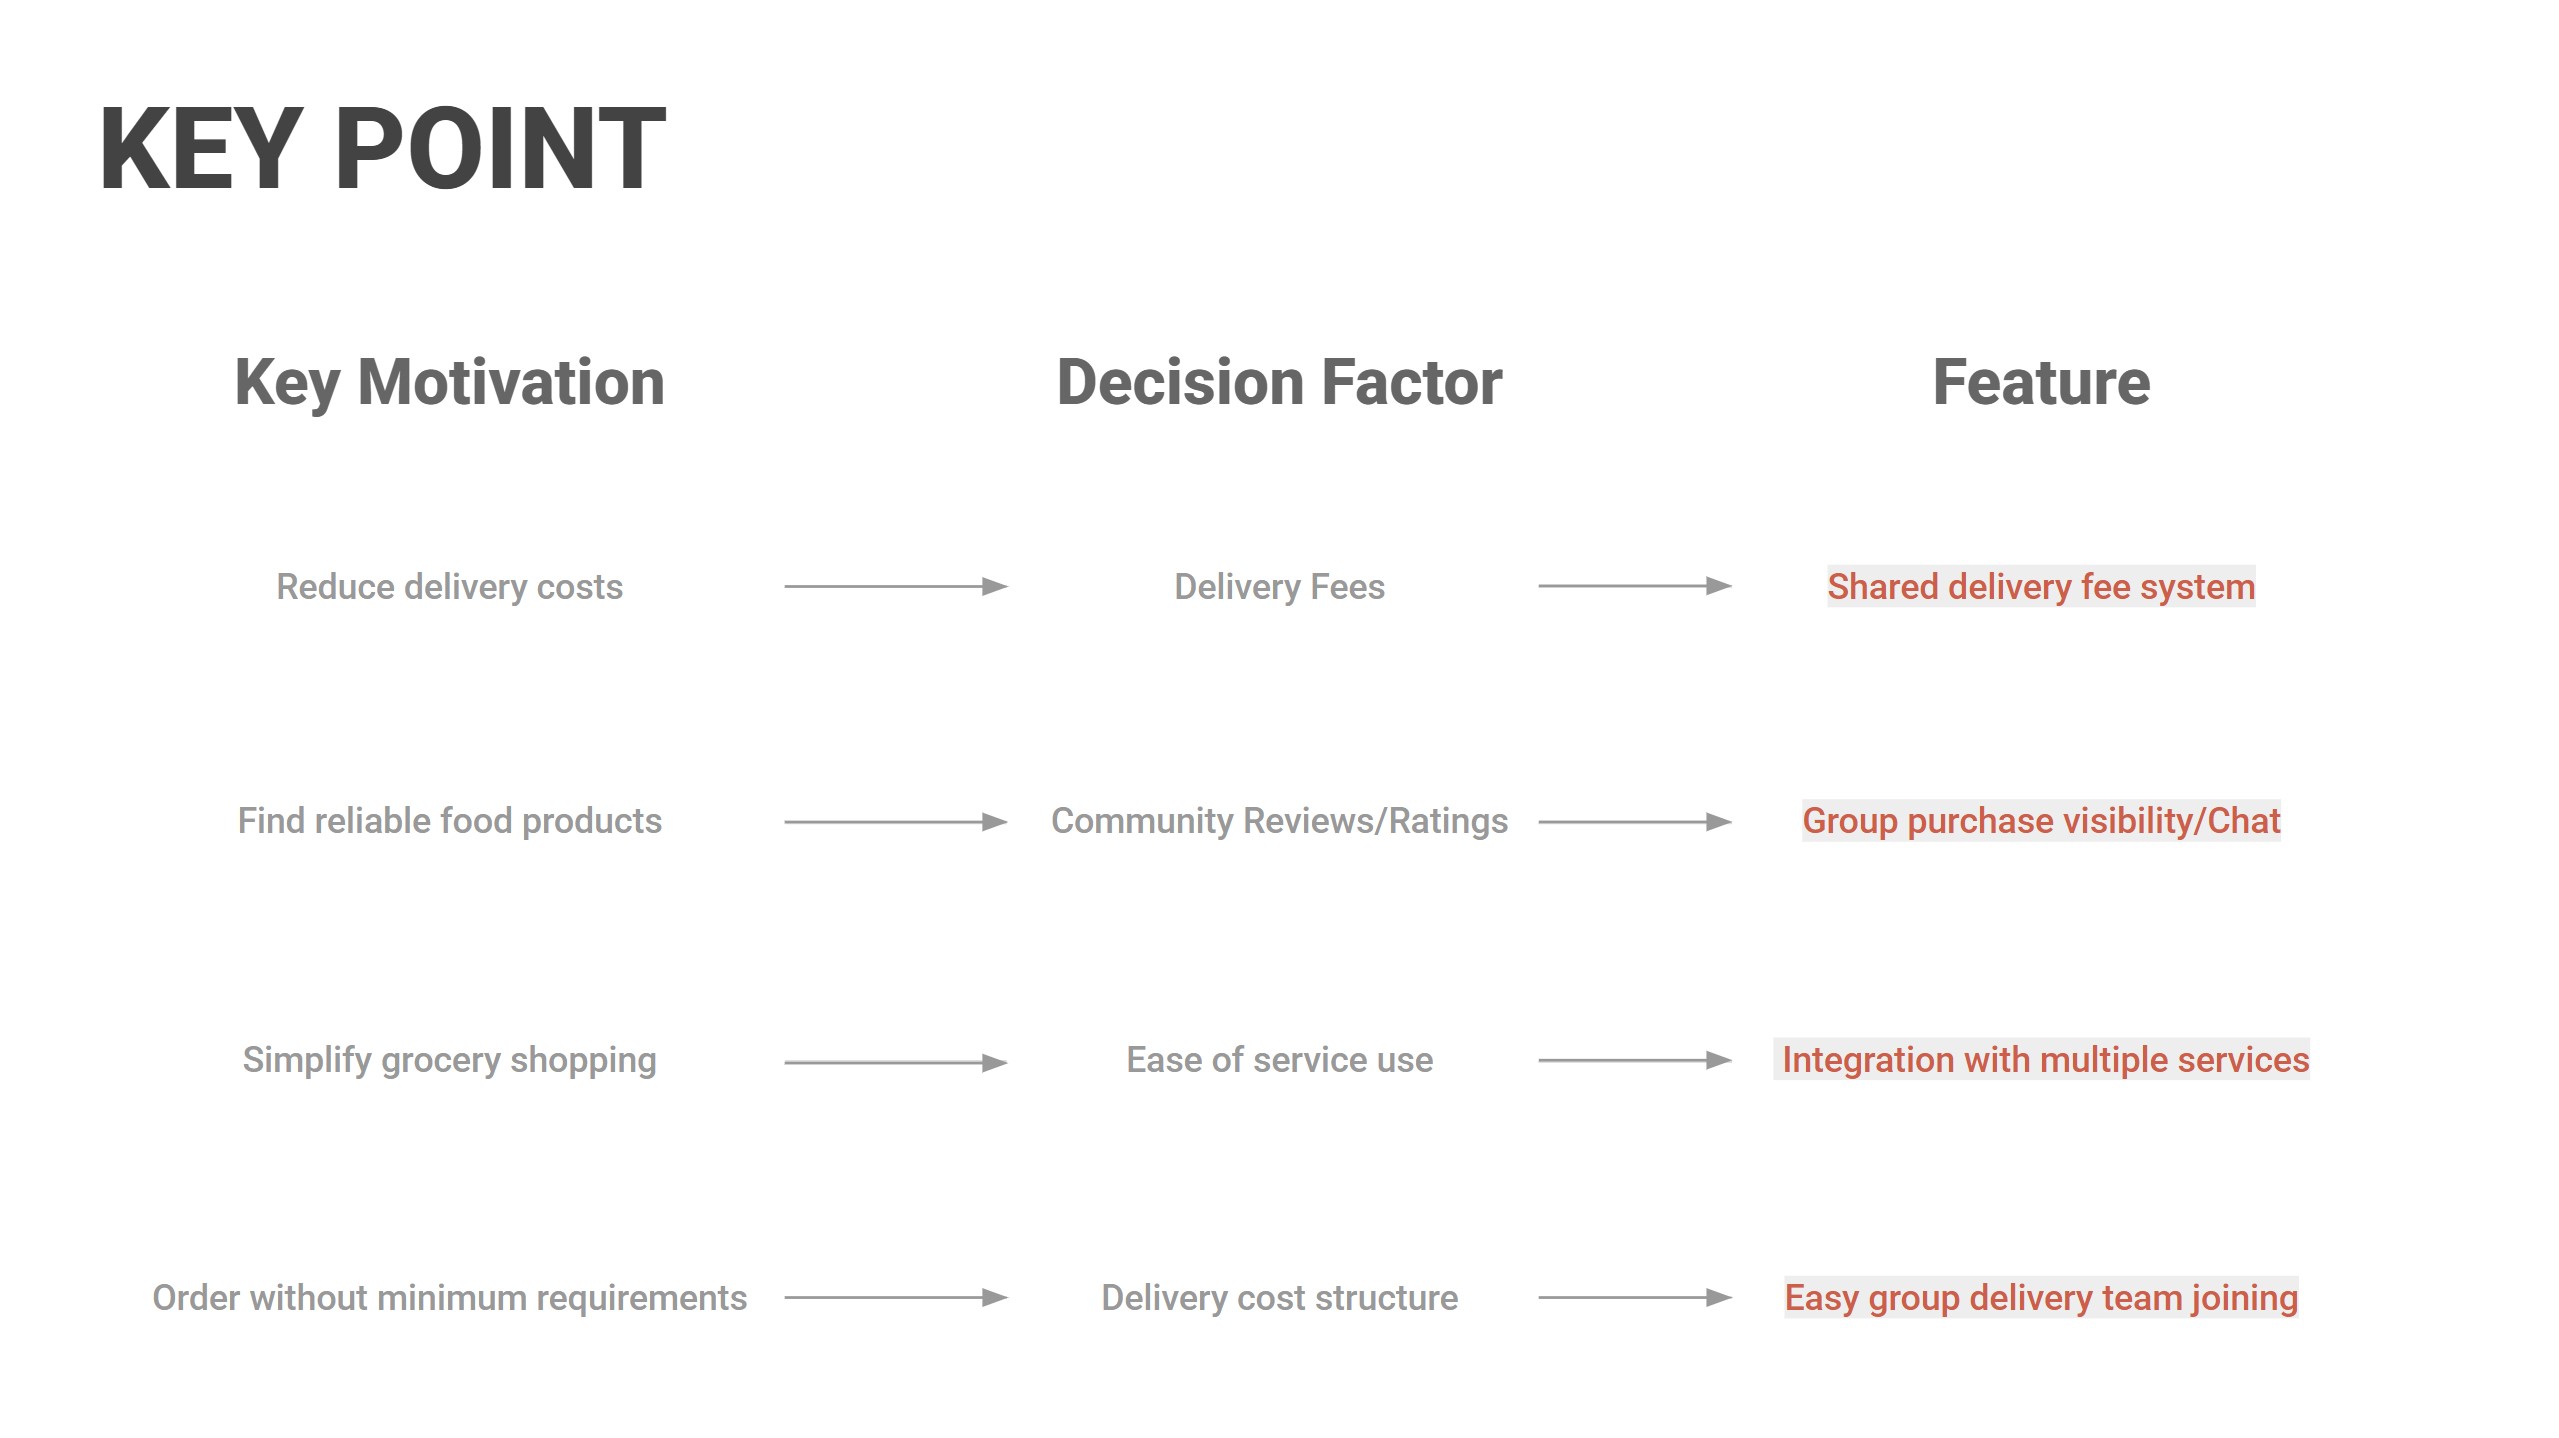 KEY POINT
Key Motivation
Decision Factor
Feature
Reduce delivery costs
Delivery Fees
Shared delivery fee system
Find reliable food products
Community Reviews/Ratings
Group purchase visibility/Chat
Simplify grocery shopping
Ease of service use
Integration with multiple services
Order without minimum requirements
Delivery cost structure
Easy group delivery team joining